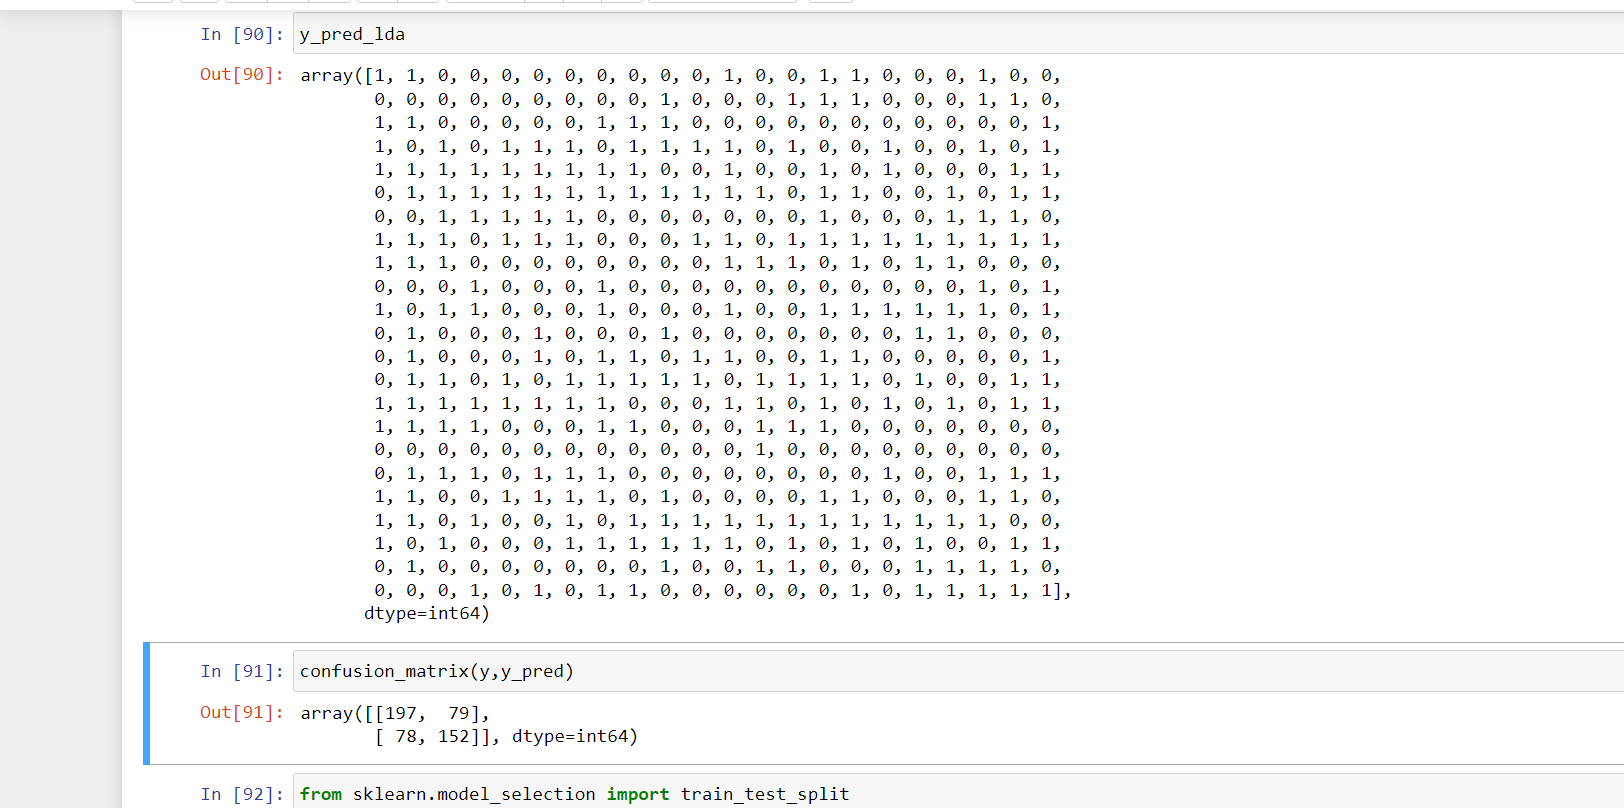 In [90]: y_pred_lda
Out[90]: array([1, 1, 0, 0, 0, 0, 0, 0, 0, 0, 0, 1, 0, 0, 1, 1, 0, 0, 0, 1, 0, 0,
0, 0, 0, 0, 0, 0, 0, 0, 0, 1, 0, 0, 0, 1, 1, 1, 0, 0, 0, 1, 1, 0,
1, 1, 0, 0, 0, 0, 0, 1, 1, 1, 0, 0, 0, 0, 0, 0, 0, 0, 0, 0, 0, 1,
1, 0, 1, 0, 1, 1, 1, 0, 1, 1, 1, 1, 0, 1, 0, 0, 1, 0, 0, 1, 0, 1,
1, 1, 1, 1, 1, 1, 1, 1, 1, 0, 0, 1, 0, 0, 1, 0, 1, 0, 0, 0, 1, 1,
0, 1, 1, 1, 1, 1, 1, 1, 1, 1, 1, 1, 1, 0, 1, 1, 0, 0, 1, 0, 1, 1,
0, 0, 1, 1, 1, 1, 1, 0, 0, 0, 0, 0, 0, 0, 1, 0, 0, 0, 1, 1, 1, 0,
1, 1, 1, 0, 1, 1, 1, 0, 0, 0, 1, 1, 0, 1, 1, 1, 1, 1, 1, 1, 1, 1,
1, 1, 1, 0, 0, 0, 0, 0, 0, 0, 0, 1, 1, 1, 0, 1, 0, 1, 1, 0, 0, 0,
0, 0, 0, 1, 0, 0, 0, 1, 0, 0, 0, 0, 0, 0, 0, 0, 0, 0, 0, 1, 0, 1,
1, 0, 1, 1, 0, 0, 0, 1, 0, 0, 0, 1, 0, 0, 1, 1, 1, 1, 1, 1, 0, 1,
0, 1, 0, 0, 0, 1, 0, 0, 0, 1, 0, 0, 0, 0, 0, 0, 0, 1, 1, 0, 0, 0,
0, 1, 0, 0, 0, 1, 0, 1, 1, 0, 1, 1, 0, 0, 1, 1, 0, 0, 0, 0, 0, 1,
0, 1, 1, 0, 1, 0, 1, 1, 1, 1, 1, 0, 1, 1, 1, 1, 0, 1, 0, 0, 1, 1,
1, 1, 1, 1, 1, 1, 1, 1, 0, 0, 0, 1, 1, 0, 1, 0, 1, 0, 1, 0, 1, 1,
1, 1, 1, 1, 0, 0, 0, 1, 1, 0, 0, 0, 1, 1, 1, 0, 0, 0, 0, 0, 0, 0,
0, 0, 0, 0, 0, 0, 0, 0, 0, 0, 0, 0, 1, 0, 0, 0, 0, 0, 0, 0, 0, 0,
0, 1, 1, 1, 0, 1, 1, 1, 0, 0, 0, 0, 0, 0, 0, 0, 1, 0, 0, 1, 1, 1,
1, 1, 0, 0, 1, 1, 1, 1, 0, 1, 0, 0, 0, 0, 1, 1, 0, 0, 0, 1, 1, 0,
1, 1, 0, 1, 0, 0, 1, 0, 1, 1, 1, 1, 1, 1, 1, 1, 1, 1, 1, 1, 0, 0,
1, 0, 1, 0, 0, 0, 1, 1, 1, 1, 1, 1, 0, 1, 0, 1, 0, 1, 0, 0, 1, 1,
0, 1, 0, 0, 0, 0, 0, 0, 0, 1, 0, 0, 1, 1, 0, 0, 0, 1, 1, 1, 1, 0,
0, 0, 0, 1, 0, 1, 0, 1, 1, 0, 0, 0, 0, 0, 0, 1, 0, 1, 1, 1, 1, 1],
dtype=int64)
In [91]: confusion_matrix(y,y_pred)
Out[91]: array([[197, 79],
[ 78, 152]], dtype=int64)
In [92]: from sklearn.model_selection import train_test_split